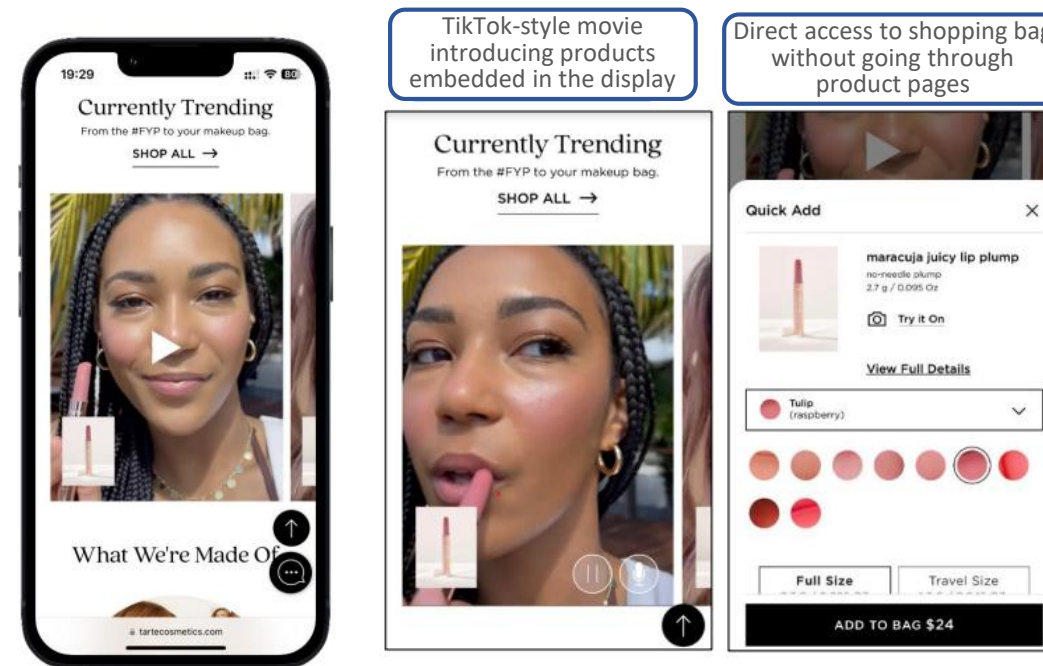 19:29
80
Currently Trending
From the #FYP to your makeup bag.
SHOP ALL →
What We're Made Of
tartecosmetics.com
TikTok-style movie
introducing products
embedded in the display
Currently Trending
From the #FYP to your makeup bag.
SHOP ALL →
Direct access to shopping bag
without going through
product pages
Quick Add
maracuja juicy lip plump
no-needle plump
2.7 g / 0.095 Oz
Try it On
View Full Details
Tulip
(raspberry)
Full Size
Travel Size
ADD TO BAG $24